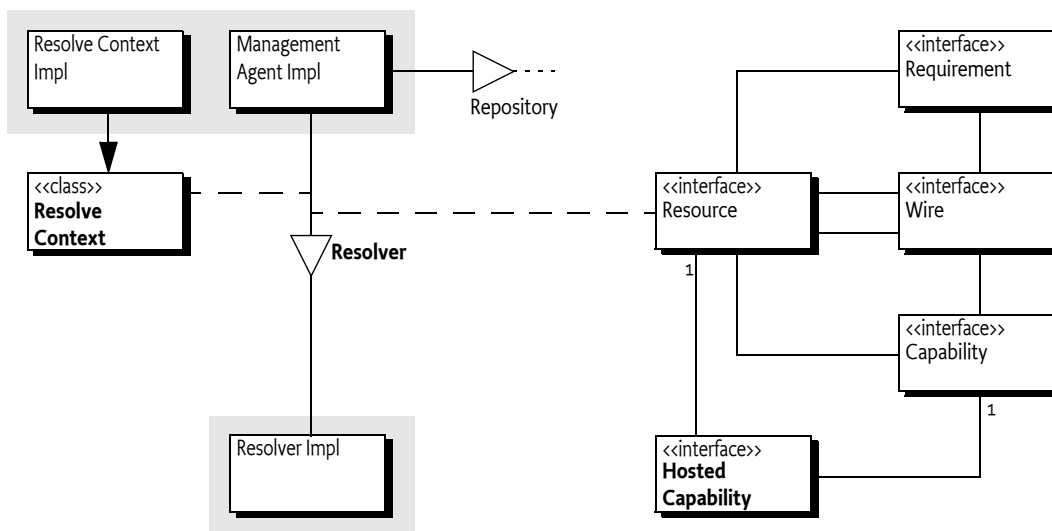 Resolve Context
Impl
Management
Agent Impl
Repository
<<interface>>
Requirement
<<class>>
Resolve
Context
Resolver
<<interface>>
Resource
<<interface>>
Wire
1
<<interface>>
Capability
1
Resolver Impl
<<interface>>
Hosted
Capability